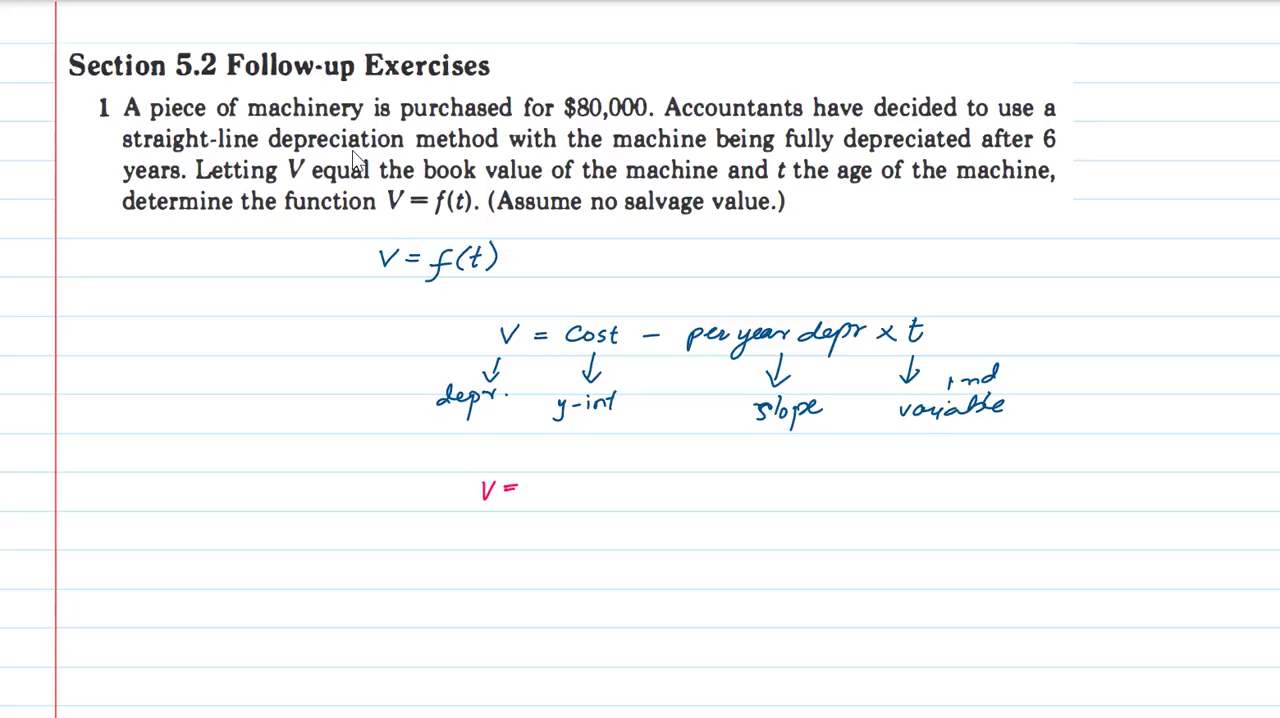 Section 5.2 Follow-up Exercises
1 A piece of machinery is purchased for $80,000. Accountants have decided to use a
straight-line depreciation method with the machine being fully depreciated after 6
years. Letting V equal the book value of the machine and t the age of the machine,
determine the function V = f(t). (Assume no salvage value.)
V = f(t)
V = Cost - per year depr × t
depr. y-int slope ind variable
V =